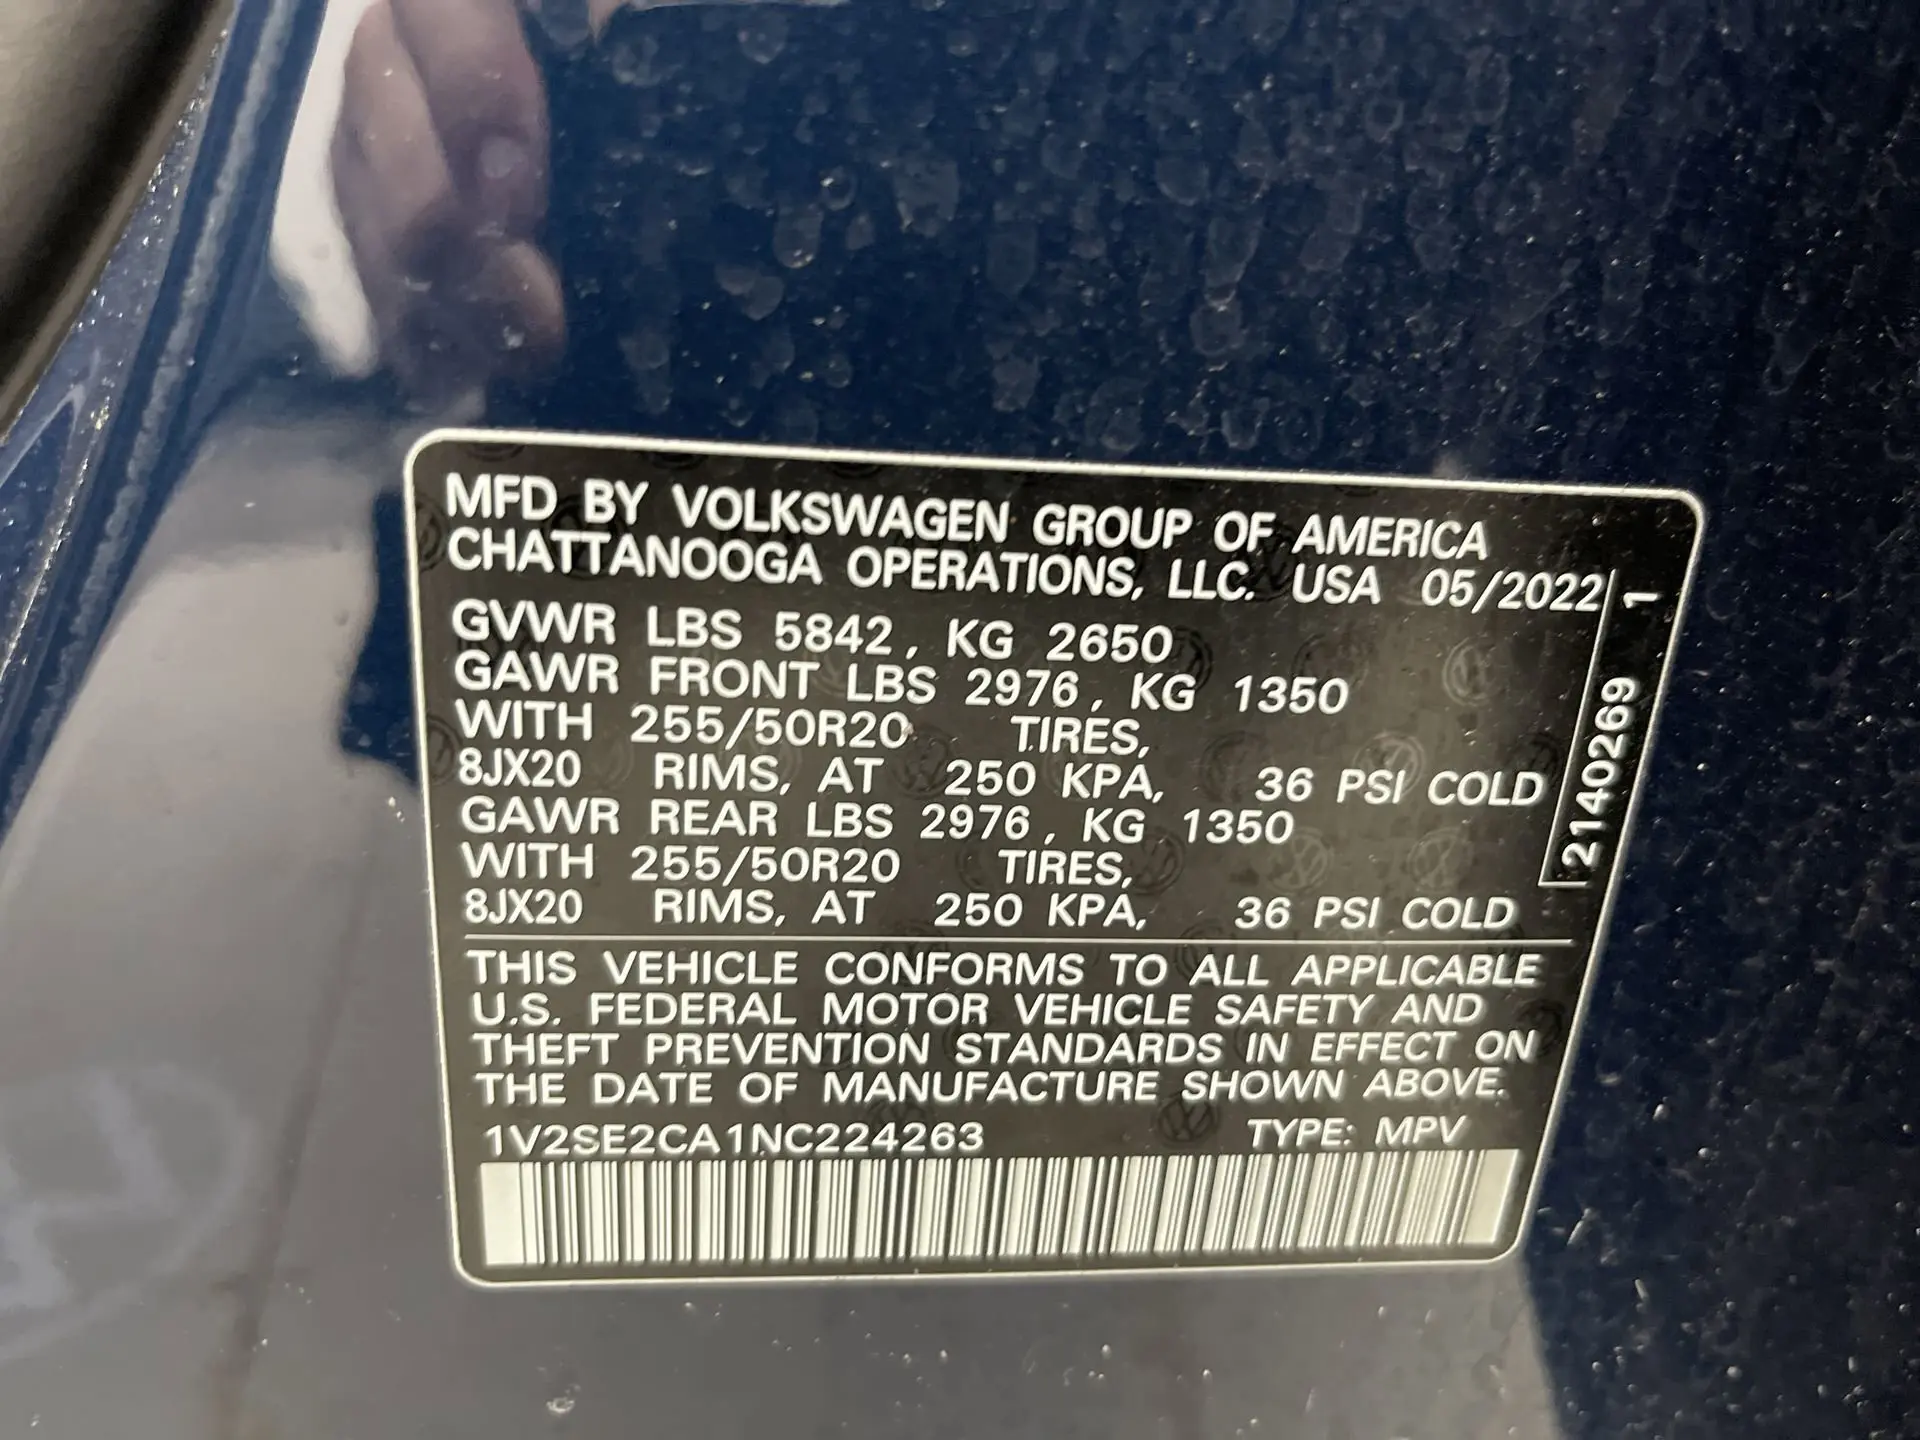 MFD BY VOLKSWAGEN GROUP OF AMERICA
CHATTANOOGA OPERATIONS, LLC. USA 05/2022
GVWR LBS 5842, KG 2650
GAWR FRONT LBS 2976, KG 1350
WITH 255/50R20 TIRES,
8JX20 RIMS, AT 250 KPA, 36 PSI COLD
GAWR REAR LBS 2976, KG 1350
WITH 255/50R20 TIRES,
8JX20 RIMS, AT 250 KPA, 36 PSI COLD
THIS VEHICLE CONFORMS TO ALL APPLICABLE
U.S. FEDERAL MOTOR VEHICLE SAFETY AND
THEFT PREVENTION STANDARDS IN EFFECT ON
THE DATE OF MANUFACTURE SHOWN ABOVE.
1V2SE2CA1NC224263 TYPE: MPV
2140269 1